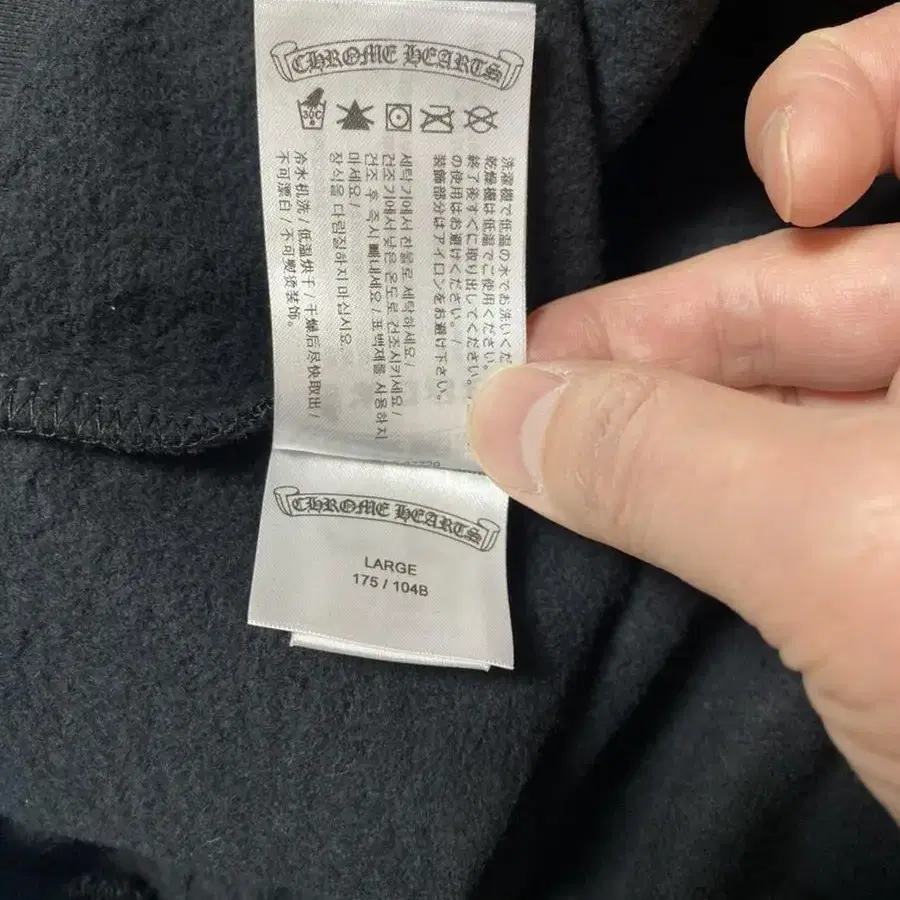 CHROME HEARTS
30C
洗濯機で低温の水でお洗いくだ
乾燥機は低温でご使用ください。
終了後すぐに取り出してください。
の使用はお避けください。/
装飾部分はアイロンをお避け下さい。
세탁기에서 찬물로 세탁하세요/
건조기에서 낮은 온도로 건조시키세요/
건조 후 즉시 빼내세요/표백제를 사용하지
마세요/
장식을 다림질하지 마십시요.
冷水机洗/低温烘干/干燥后尽快取出/
不可漂白/不可熨烫装饰。
CHROME HEARTS
LARGE
175 / 104B